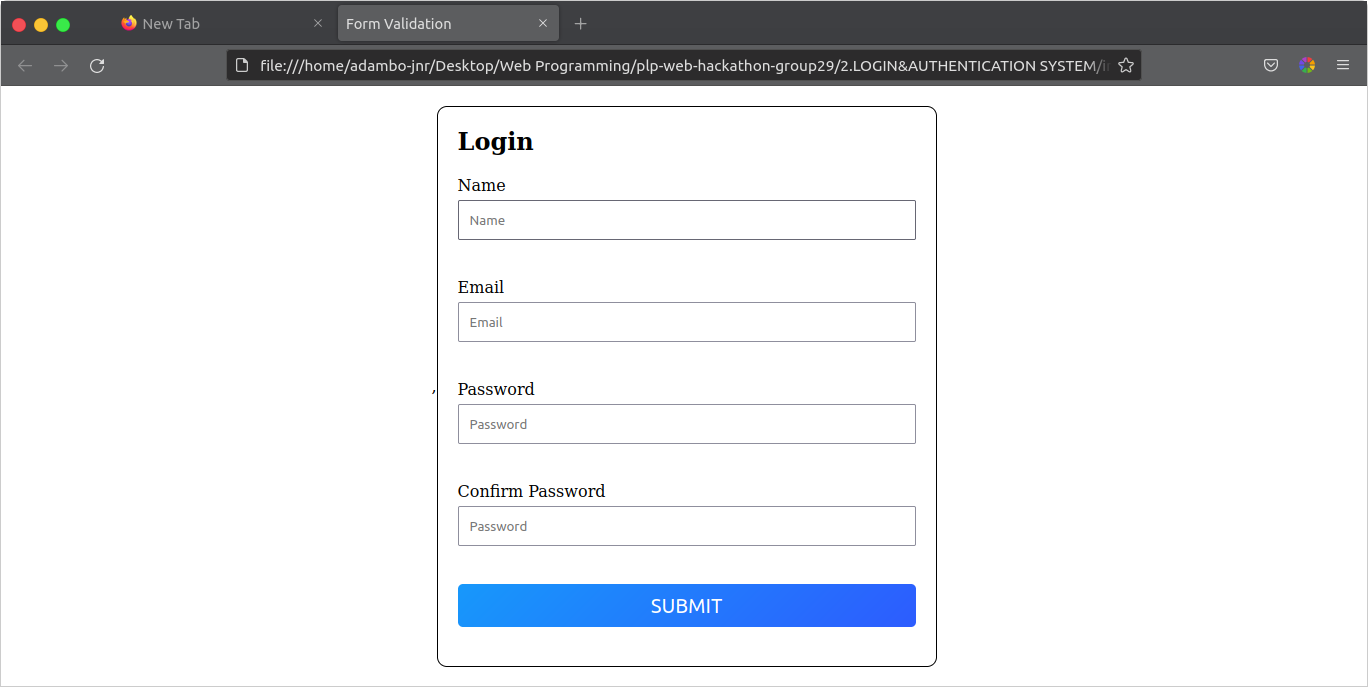 New Tab
Form Validation
file:///home/adambo-jnr/Desktop/Web Programming/plp-web-hackathon-group29/2.LOGIN&AUTHENTICATION SYSTEM/
Login
Name
Name
Email
Email
,
Password
Password
Confirm Password
Password
SUBMIT